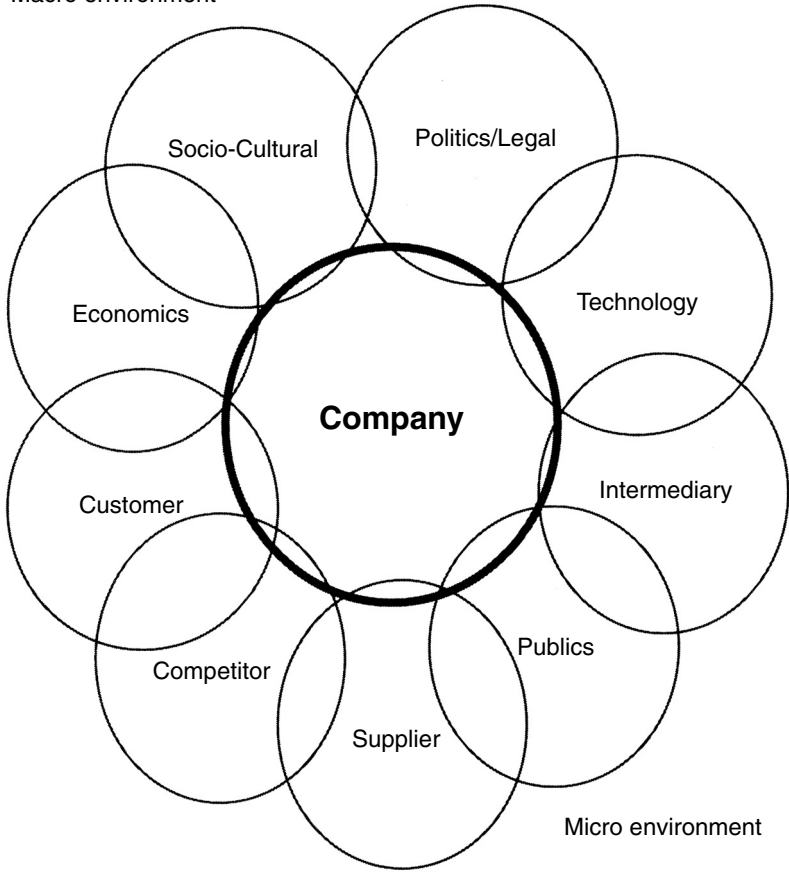 Macro environment
Socio-Cultural
Politics/Legal
Economics
Technology
Company
Customer
Intermediary
Competitor
Publics
Supplier
Micro environment